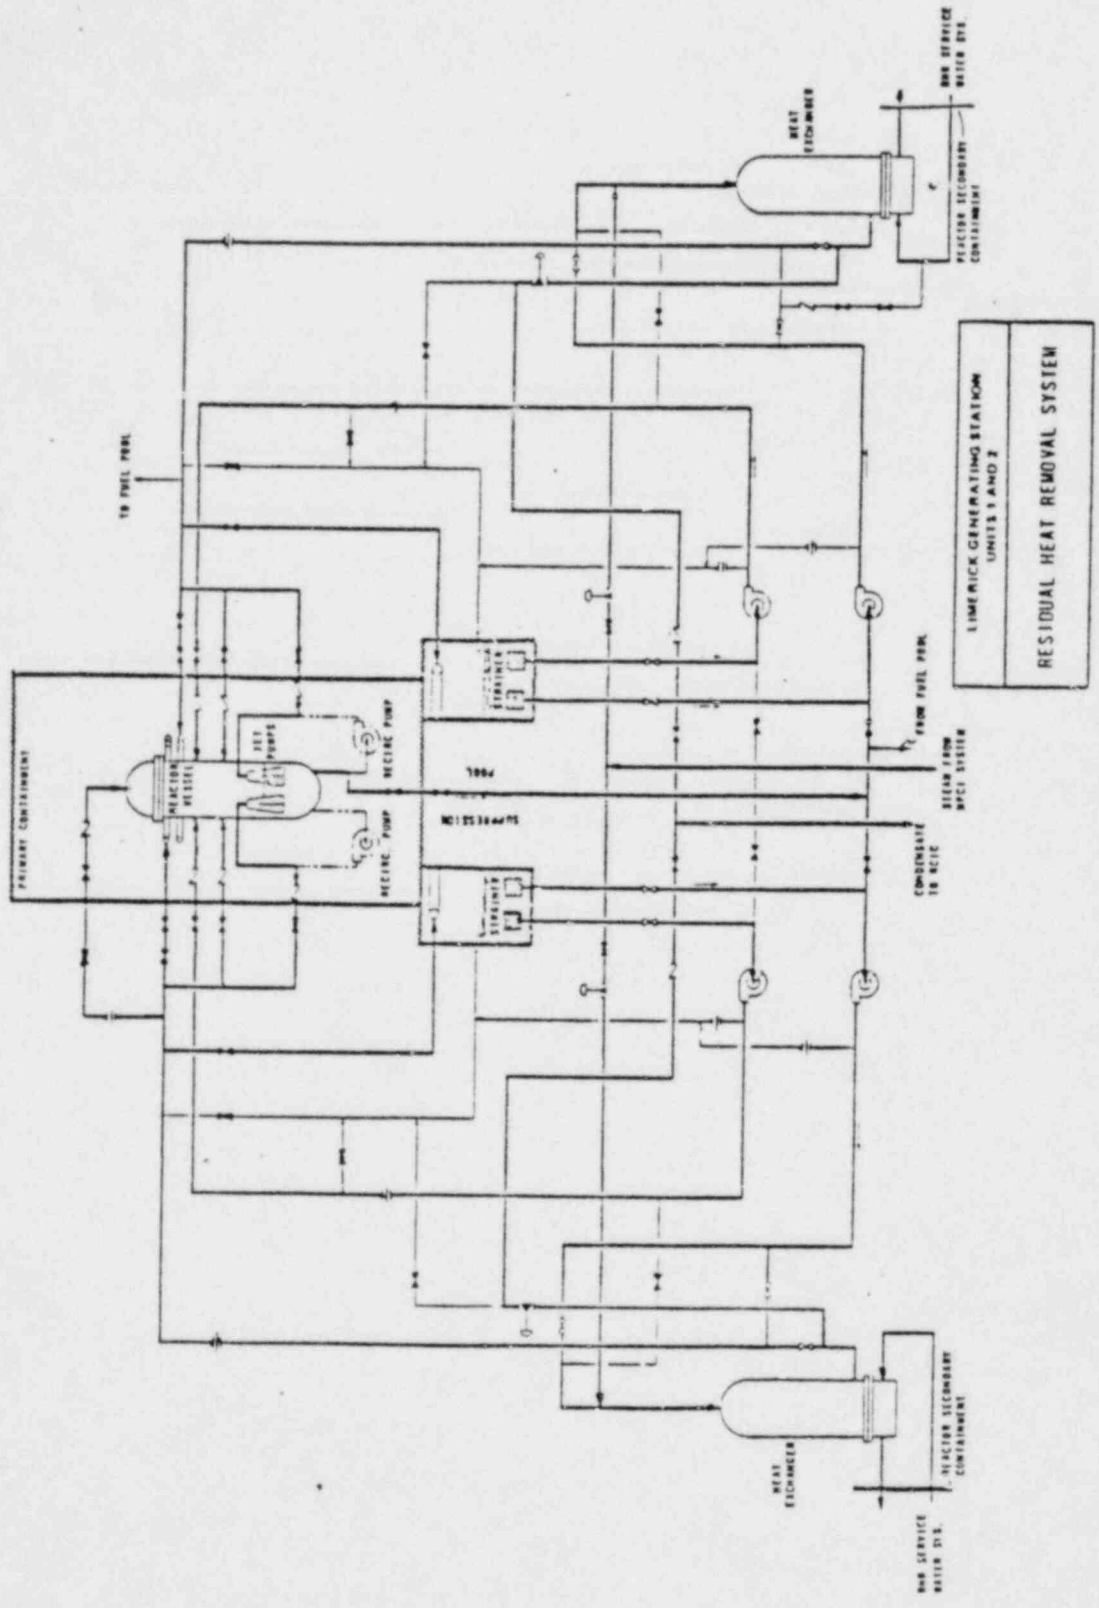 PRIMARY CONTAINMENT
TO FUEL POOL
REACTOR
VESSEL
JET
PUMPS
RECIRC. PUMP
RECIRC PUMP
SUPPRESSION
POOL
STRAINER
STRAINER
HEAT
EXCHANGER
HEAT
EXCHANGER
RHR SERVICE
WATER SYS.
REACTOR SECONDARY
CONTAINMENT
RHR SERVICE
WATER SYS.
REACTOR SECONDARY
CONTAINMENT
CONDENSATE
TO RCIC
STEAM FROM
HPCI SYSTEM
FROM FUEL POOL
LIMERICK GENERATING STATION
UNITS 1 AND 2
RESIDUAL HEAT REMOVAL SYSTEM